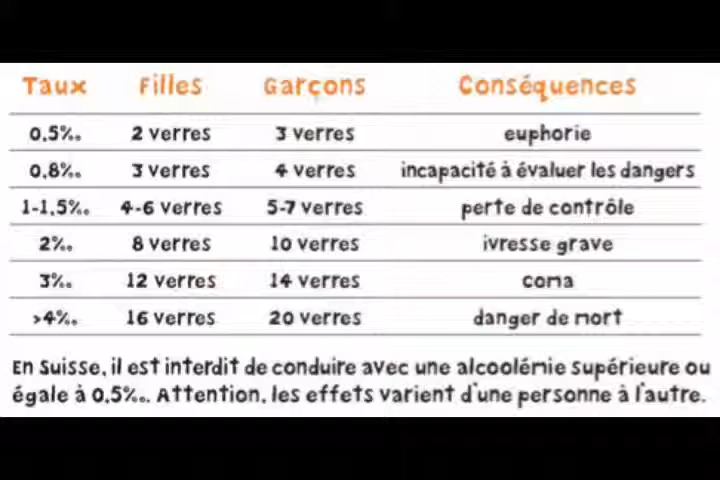 Taux Filles Garçons Conséquences
0,5‰ 2 verres 3 verres euphorie
0,8‰ 3 verres 4 verres incapacité à évaluer les dangers
1-1,5‰ 4-6 verres 5-7 verres perte de contrôle
2‰ 8 verres 10 verres ivresse grave
3‰ 12 verres 14 verres coma
>4‰ 16 verres 20 verres danger de mort
En Suisse, il est interdit de conduire avec une alcoolémie supérieure ou
égale à 0,5‰. Attention, les effets varient d'une personne à l'autre.